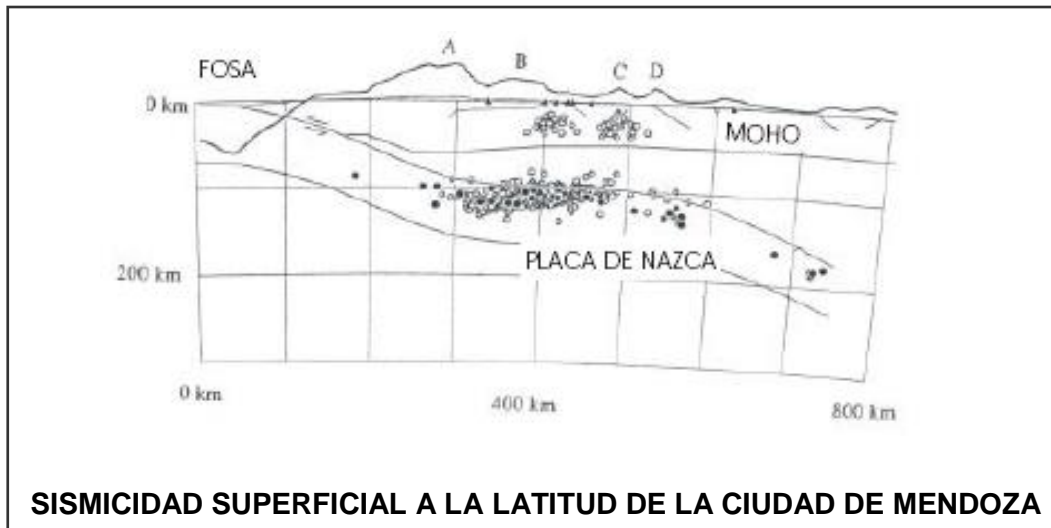 A
B
C D
FOSA
0 km
MOHO
PLACA DE NAZCA
200 km
0 km
400 km
800 km
SISMICIDAD SUPERFICIAL A LA LATITUD DE LA CIUDAD DE MENDOZA